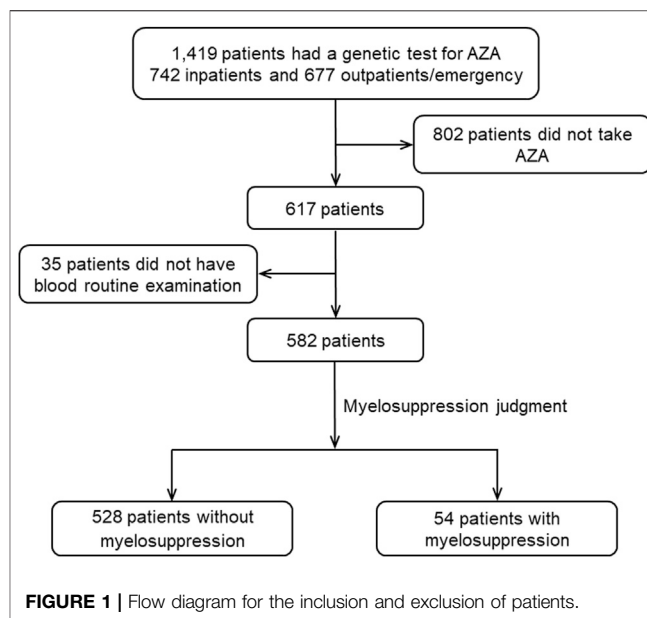 1,419 patients had a genetic test for AZA
742 inpatients and 677 outpatients/emergency
802 patients did not take
AZA
617 patients
35 patients did not have
blood routine examination
582 patients
Myelosuppression judgment
528 patients without
myelosuppression
54 patients with
myelosuppression
FIGURE 1 | Flow diagram for the inclusion and exclusion of patients.